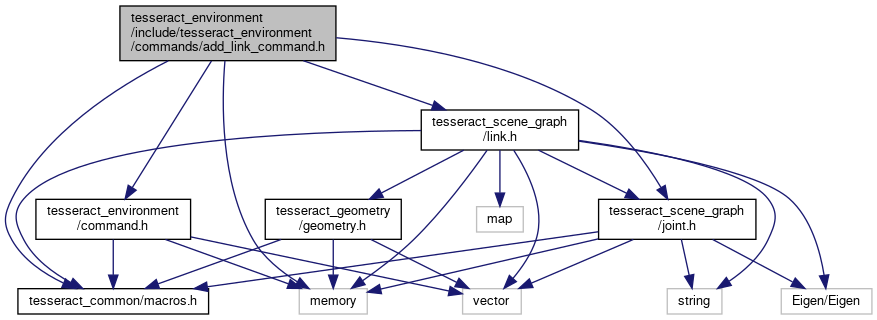 tesseract_environment
/include/tesseract_environment
/commands/add_link_command.h
tesseract_scene_graph
/link.h
tesseract_environment
/command.h
tesseract_geometry
/geometry.h
map
tesseract_scene_graph
/joint.h
tesseract_common/macros.h
memory
vector
string
Eigen/Eigen